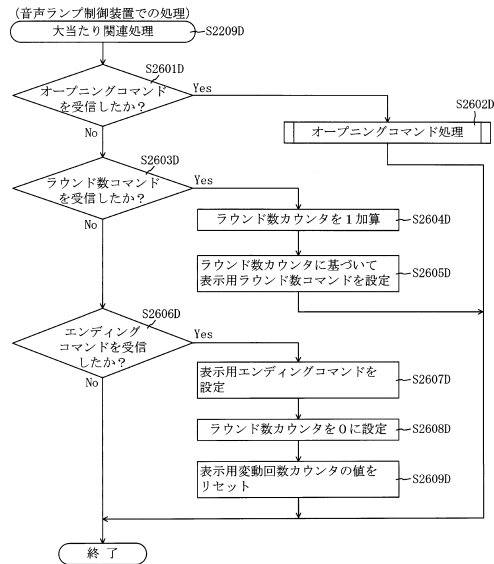 (音声ランプ制御装置での処理)
大当たり関連処理
S2209D
S2601D
オープニングコマンド
を受信したか?
Yes
No
S2602D
オープニングコマンド処理
S2603D
ラウンド数コマンド
を受信したか?
Yes
No
ラウンド数カウンタを1加算
S2604D
ラウンド数カウンタに基づいて
表示用ラウンド数コマンドを設定
S2605D
S2606D
エンディング
コマンドを受信
したか?
Yes
No
表示用エンディングコマンドを
設定
S2607D
ラウンド数カウンタを0に設定
S2608D
表示用変動回数カウンタの値を
リセット
S2609D
終了